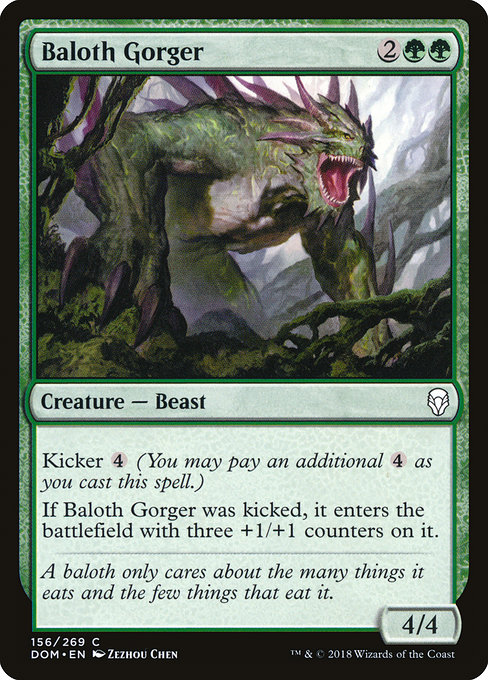 Baloth Gorger 2
Creature — Beast
Kicker 4 (You may pay an additional 4 as
you cast this spell.)
If Baloth Gorger was kicked, it enters the
battlefield with three +1/+1 counters on it.
A baloth only cares about the many things it
eats and the few things that eat it.
4/4
156/269 C
DOM • EN Zezhou Chen
™ & © 2018 Wizards of the Coast